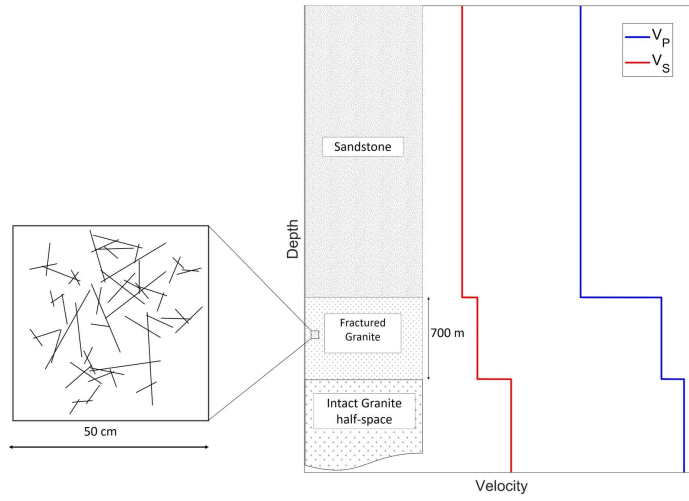 V_P
V_S
Sandstone
Depth
Fractured
Granite
700 m
Intact Granite
half-space
50 cm
Velocity